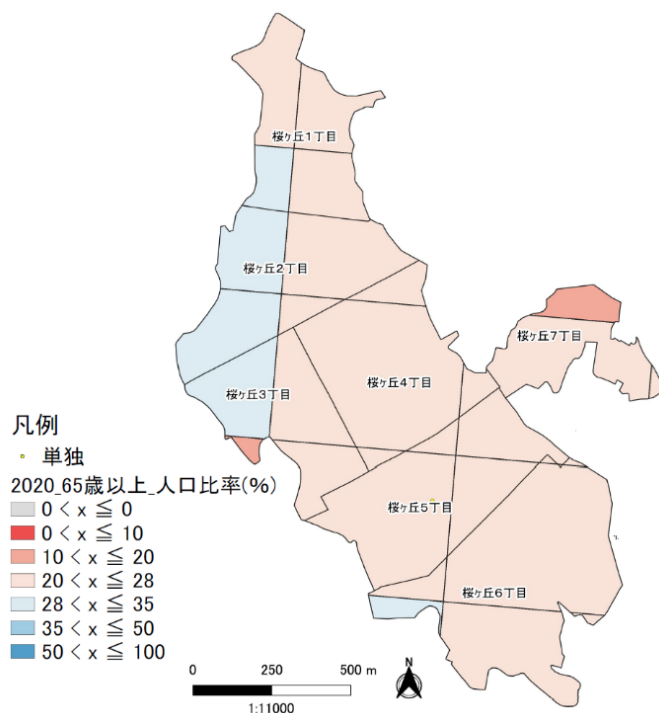 桜ヶ丘1丁目
桜ヶ丘2丁目
桜ヶ丘7丁目
桜ヶ丘4丁目
桜ヶ丘3丁目
桜ヶ丘5丁目
桜ヶ丘6丁目
凡例
単独
2020_65歳以上_人口比率(%)
0 < x ≦ 0
0 < x ≦ 10
10 < x ≦ 20
20 < x ≦ 28
28 < x ≦ 35
35 < x ≦ 50
50 < x ≦ 100
0 250 500 m
1:11000
N